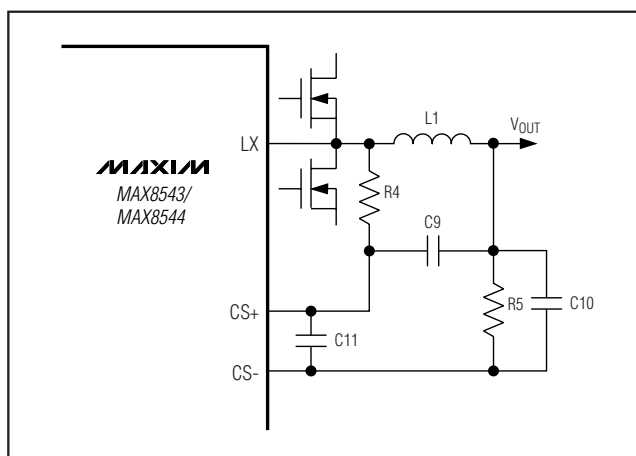 L1
VOUT
LX
MAXIM
MAX8543/
MAX8544
R4
C9
R5
C10
CS+
C11
CS-